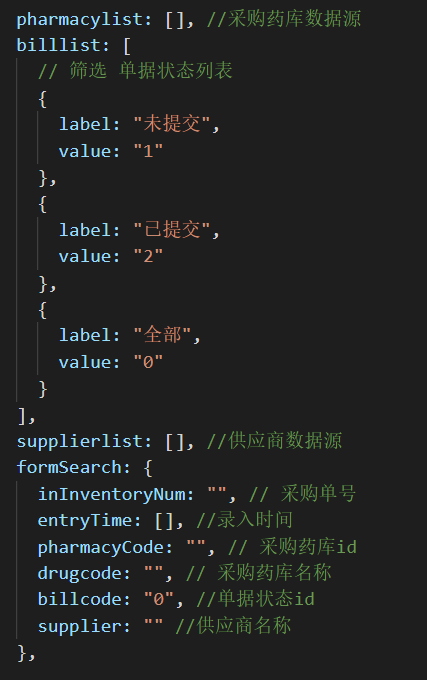 pharmacylist: [], //采购药库数据源
billlist: [
// 筛选 单据状态列表
{
label: "未提交",
value: "1"
},
{
label: "已提交",
value: "2"
},
{
label: "全部",
value: "0"
}
],
supplierlist: [], //供应商数据源
formSearch: {
inInventoryNum: "", // 采购单号
entryTime: [], //录入时间
pharmacyCode: "", // 采购药库id
drugcode: "", // 采购药库名称
billcode: "0", //单据状态id
supplier: "" //供应商名称
},